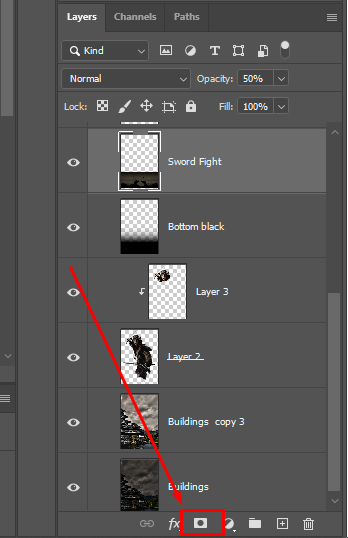 Layers Channels Paths
Kind T
Normal Opacity: 50%
Lock: Fill: 100%
Sword Fight
Bottom black
Layer 3
Layer 2
Buildings copy 3
Buildings
fx